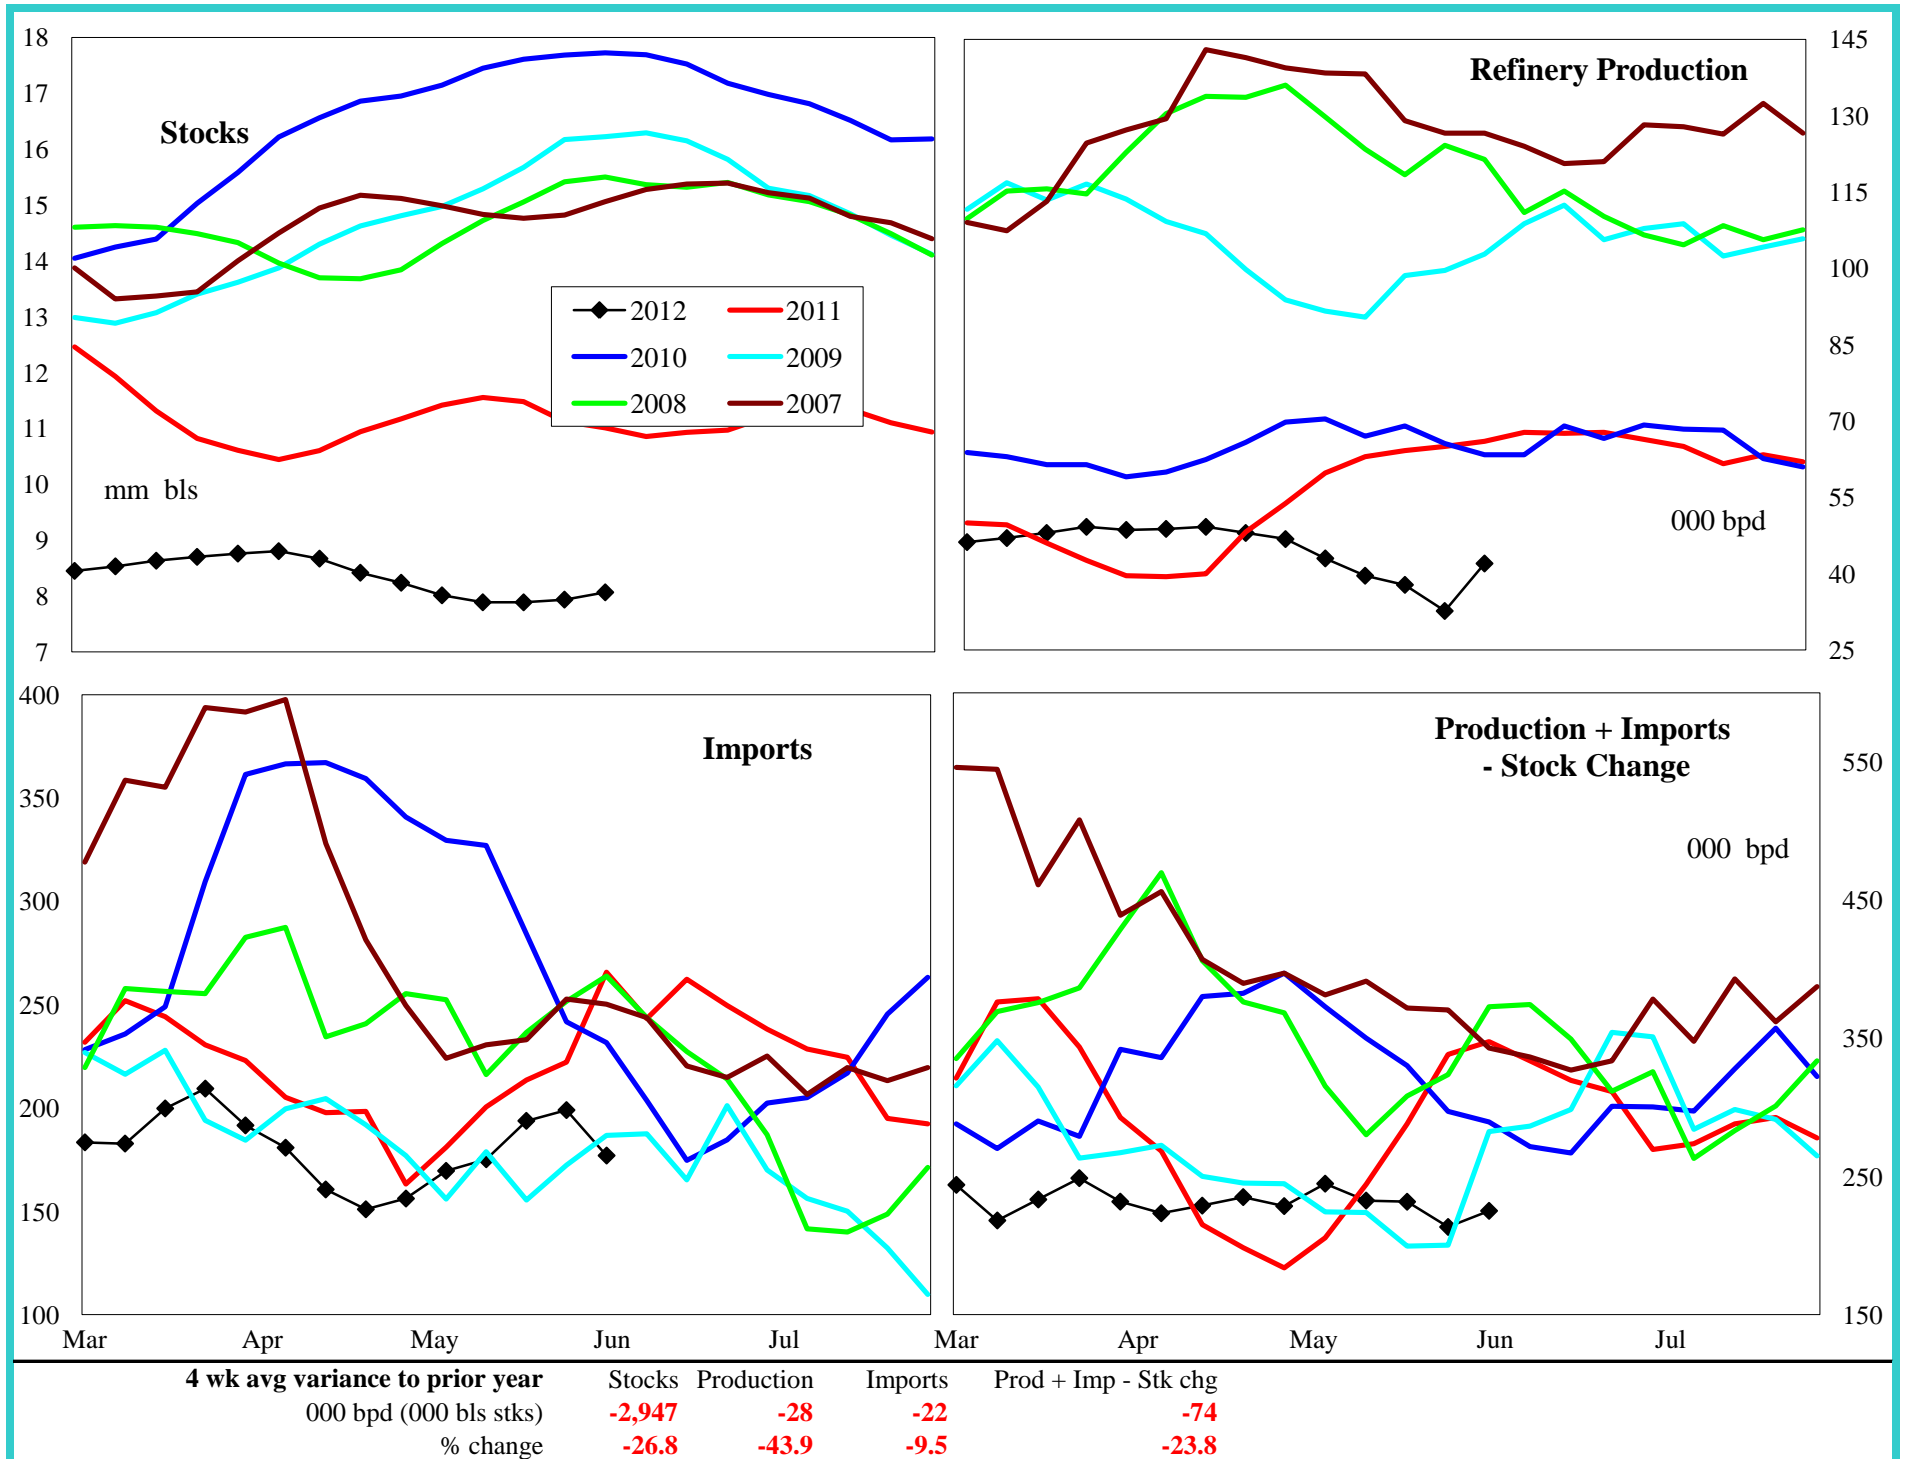 18
17
16
15
14
13
12
11
10
9
8
7
Stocks
mm bls
2012 2011
2010 2009
2008 2007
Refinery Production
000 bpd
145
130
115
100
85
70
55
40
25
400
350
300
250
200
150
100
Imports
Mar Apr May Jun Jul
Production + Imports
- Stock Change
000 bpd
550
450
350
250
150
Mar Apr May Jun Jul
4 wk avg variance to prior year Stocks Production Imports Prod + Imp - Stk chg
000 bpd (000 bls stks) -2,947 -28 -22 -74
% change -26.8 -43.9 -9.5 -23.8